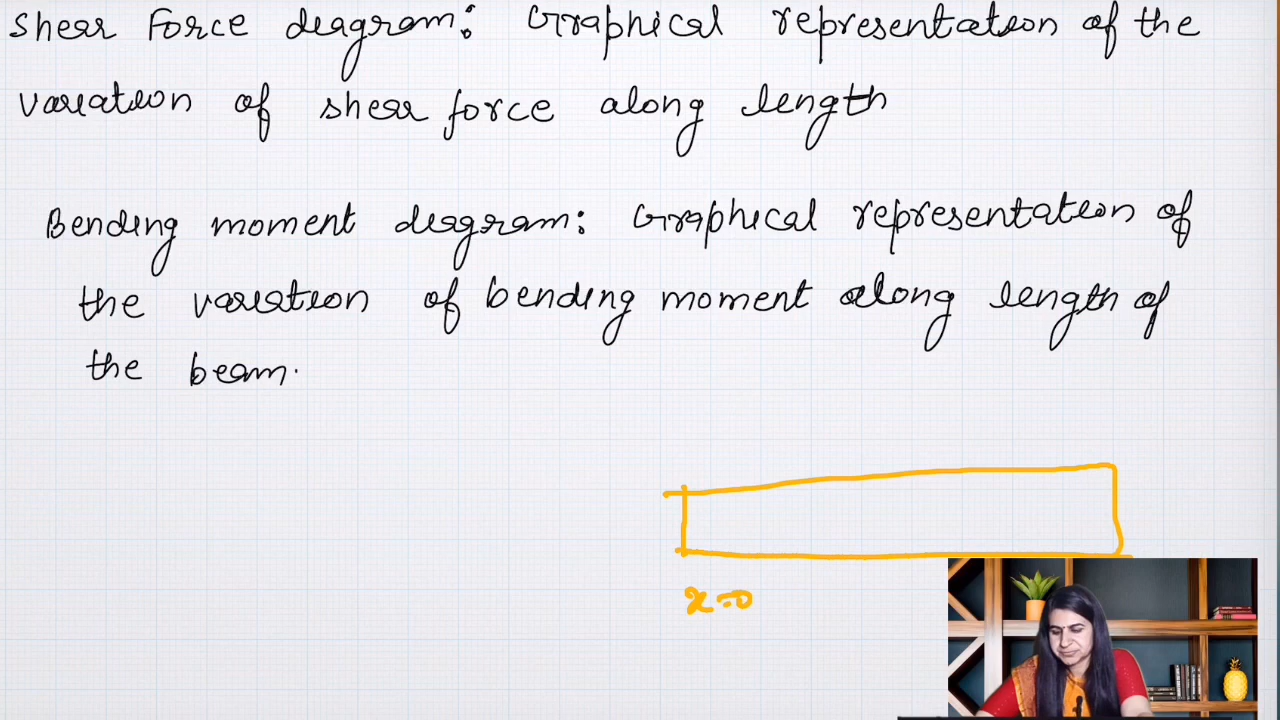 Shear Force diagram: Graphical representation of the
variation of shear force along length
Bending moment diagram: Graphical representation of
the variation of bending moment along length of
the beam.
x=0